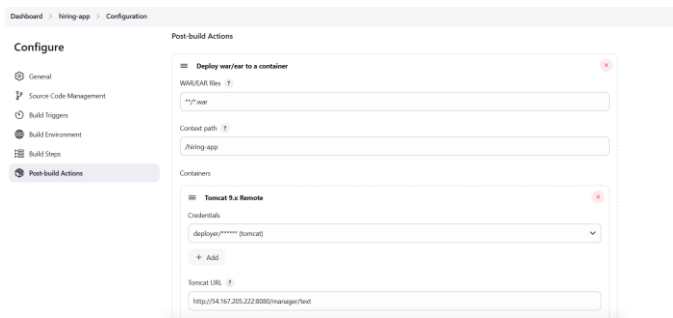 Dashboard > hiring-app > Configuration
Configure
General
Source Code Management
Build Triggers
Build Environment
Build Steps
Post-build Actions
Post-build Actions
Deploy war/ear to a container
×
WAR/EAR files ?
**/*.war
Context path ?
/hiring-app
Containers
Tomcat 9.x Remote
×
Credentials
deployer/****** (tomcat)
+ Add
Tomcat URL ?
http://54.167.205.222:8080/manager/text